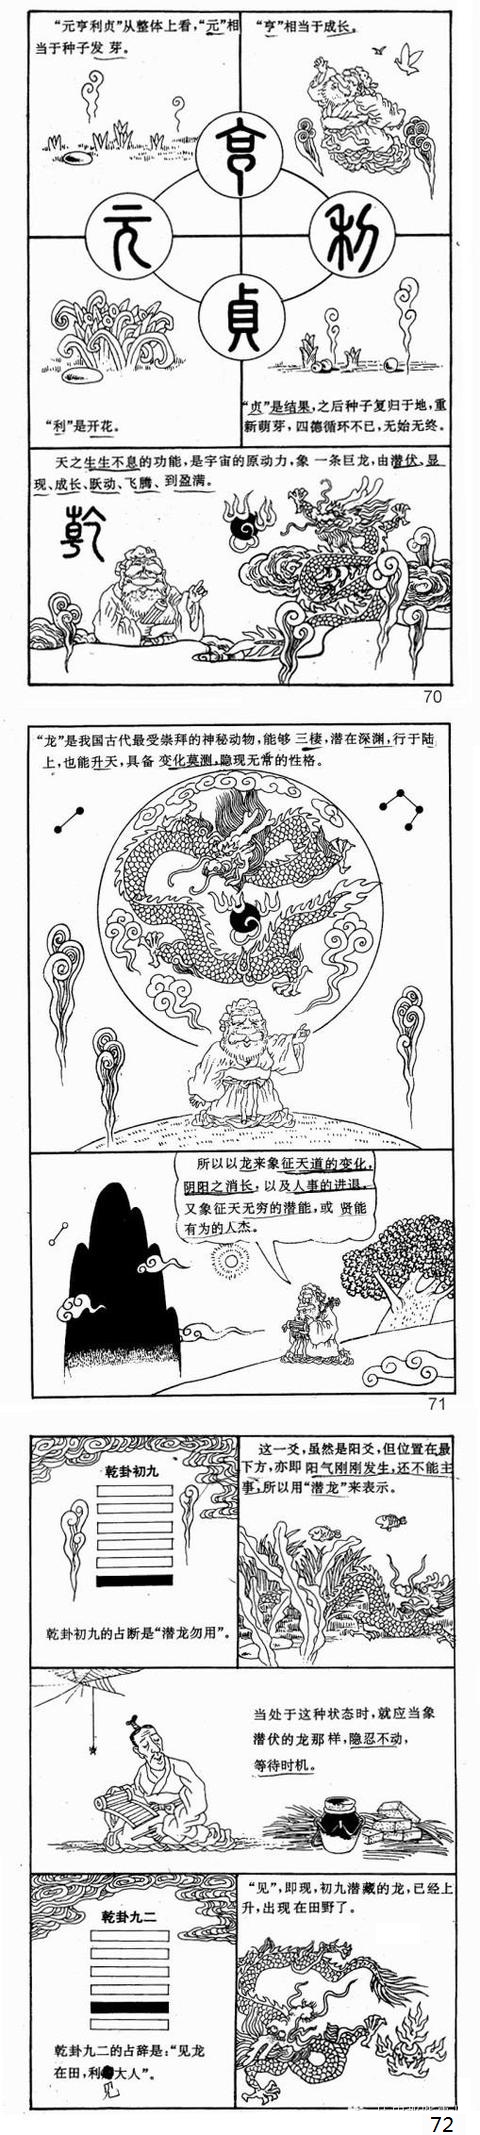 “元亨利贞”从整体上看，“元”相
当于种子发 芽。
“亨”相当于成长。
亨
元
利
貞
“利”是开花。
“贞”是结果，之后种子复归于地，重
新萌芽，四德循环不已，无始无终。
天之生生不息的功能，是宇宙的原动力，象 一条巨龙，由潜伏、显
现、成长、跃动、飞腾、到盈满。
乾
70
“龙”是我国古代最受崇拜的神秘动物，能够 三棲，潜在深渊，行于陆
上，也能升天，具备 变化莫测，隐现无常的性格。
所以以龙来象征天道的变化，
阴阳之消长，以及人事的进退，
又象征天无穷的潜能，或 贤能
有为的人杰。
71
乾卦初九
乾卦初九的占断是“潜龙勿用”。
这一爻，虽然是阳爻，但位置在最
下方，亦即 阳气刚刚发生，还不能主
事，所以用“潜龙”来表示。
当处于这种状态时，就应当象
潜伏的龙那样，隐忍不动，
等待时机。
乾卦九二
乾卦九二的占辞是：“见龙
在田，利 大人”。
见
“见”，即现，初九潜藏的龙，已经上
升，出现 在田野了。
72